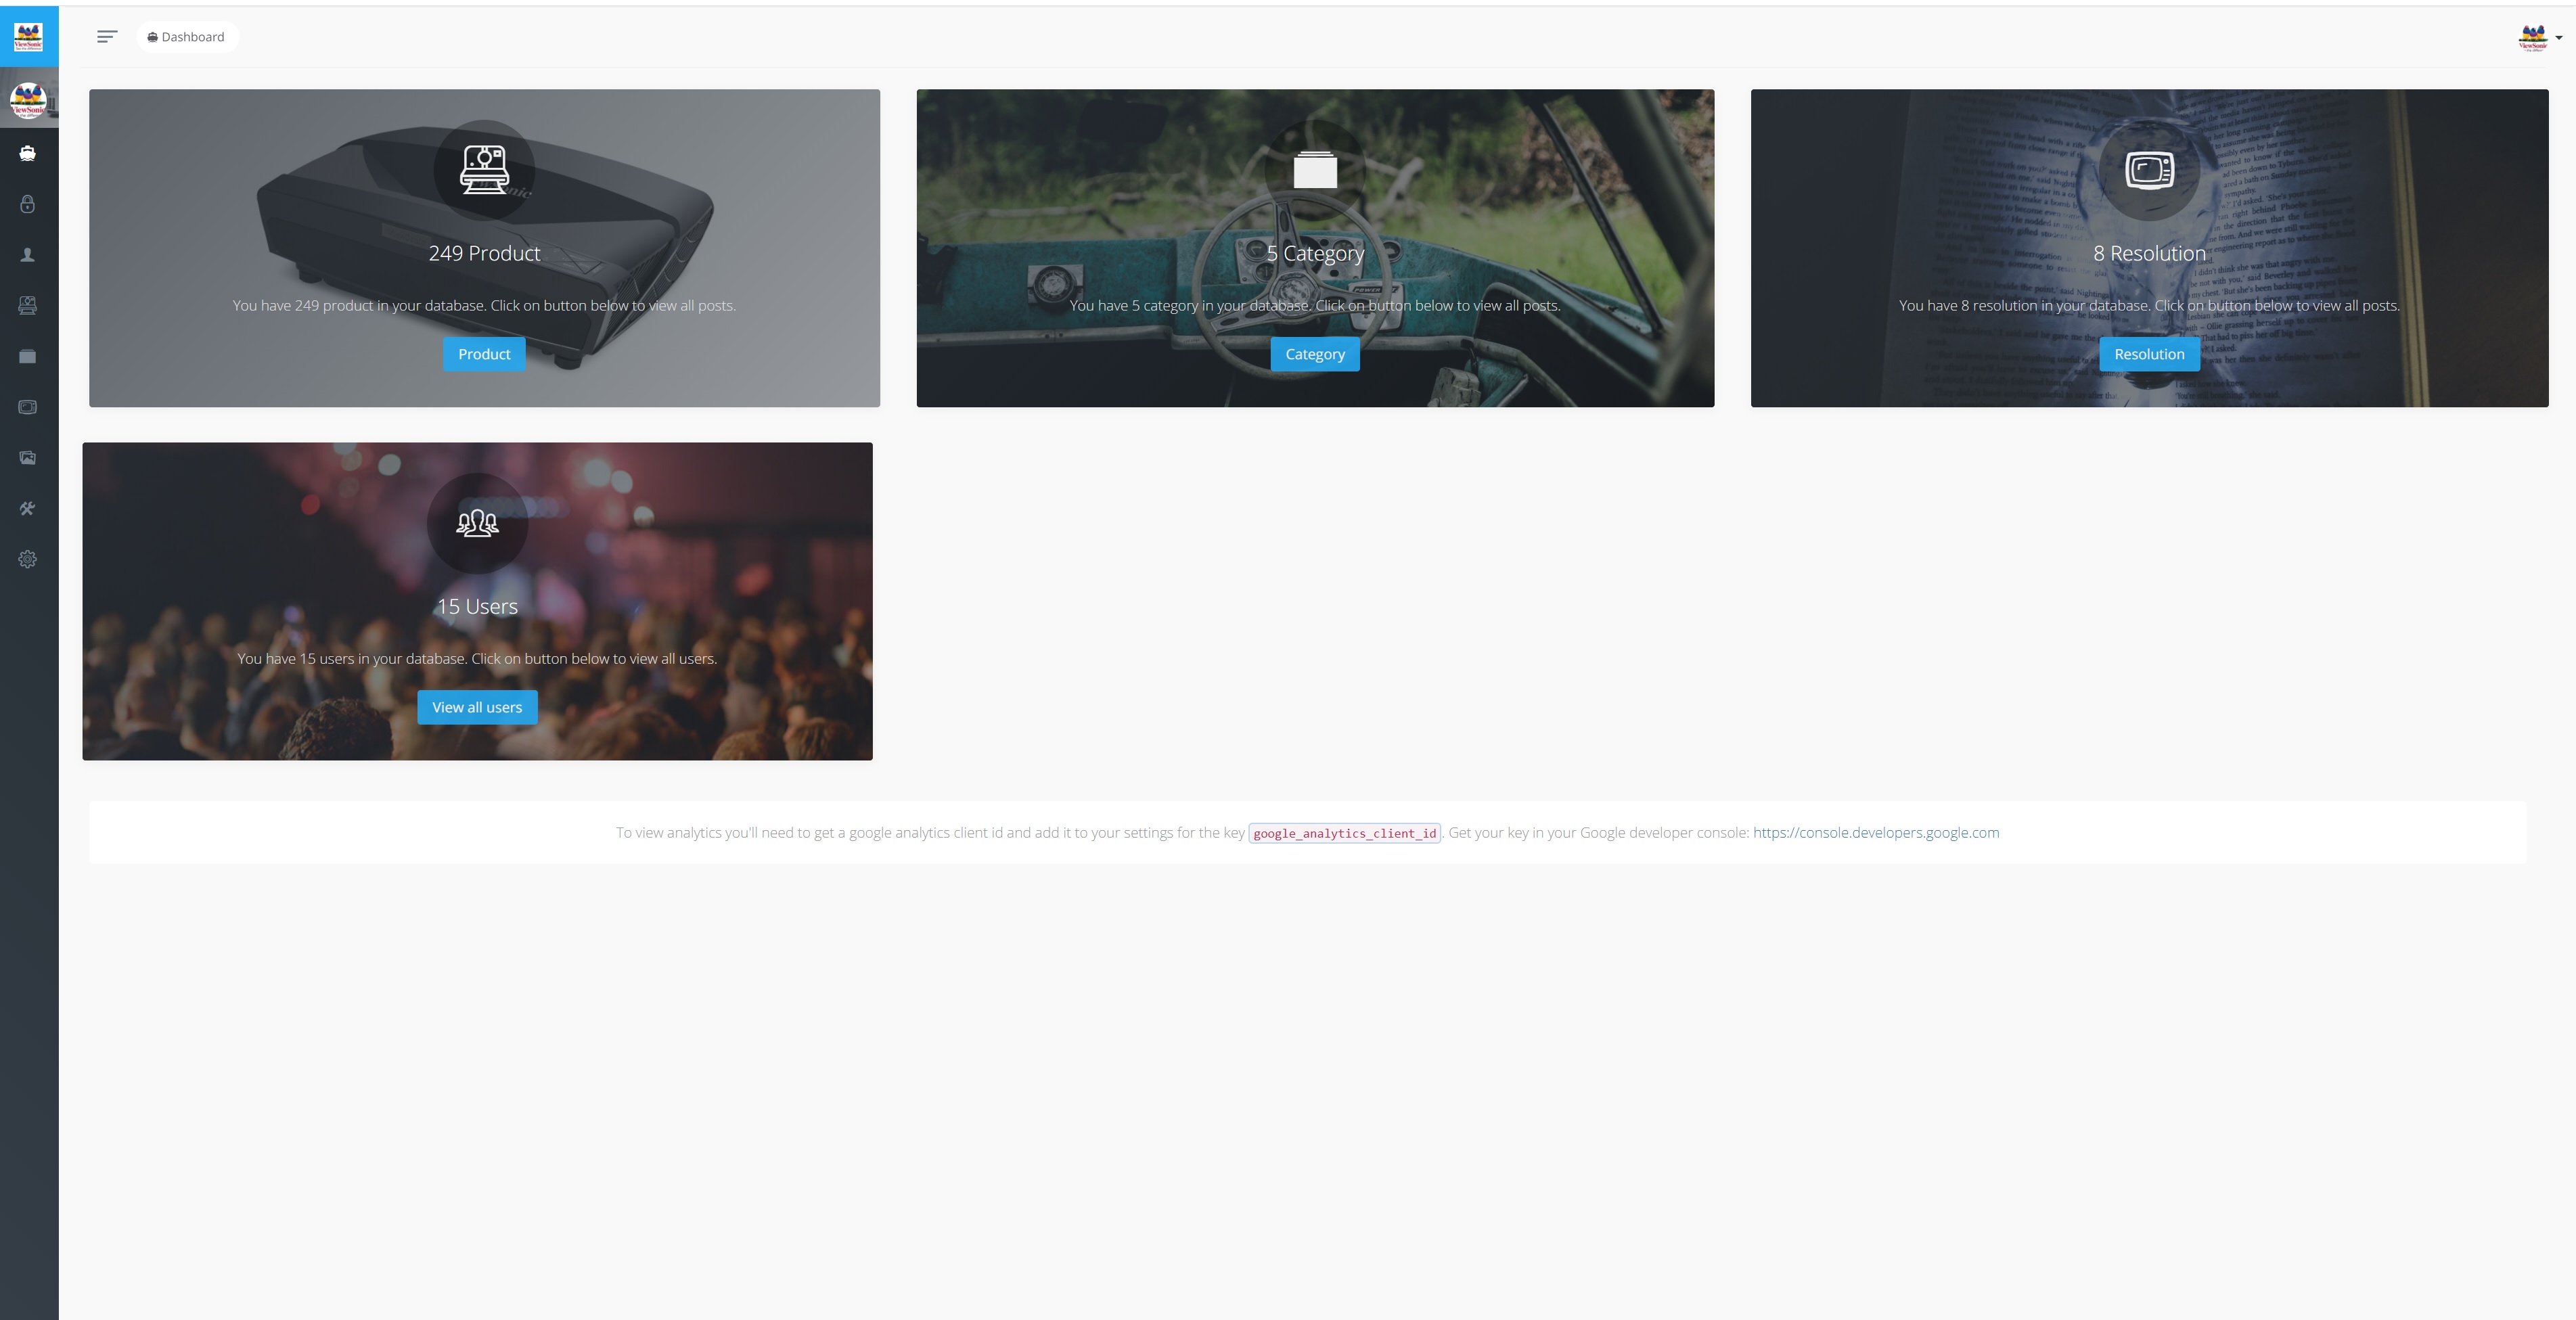 Dashboard
ViewSonic
249 Product
You have 249 product in your database. Click on button below to view all posts.
Product
5 Category
You have 5 category in your database. Click on button below to view all posts.
Category
8 Resolution
You have 8 resolution in your database. Click on button below to view all posts.
Resolution
15 Users
You have 15 users in your database. Click on button below to view all users.
View all users
To view analytics you'll need to get a google analytics client id and add it to your settings for the key google_analytics_client_id. Get your key in your Google developer console: https://console.developers.google.com